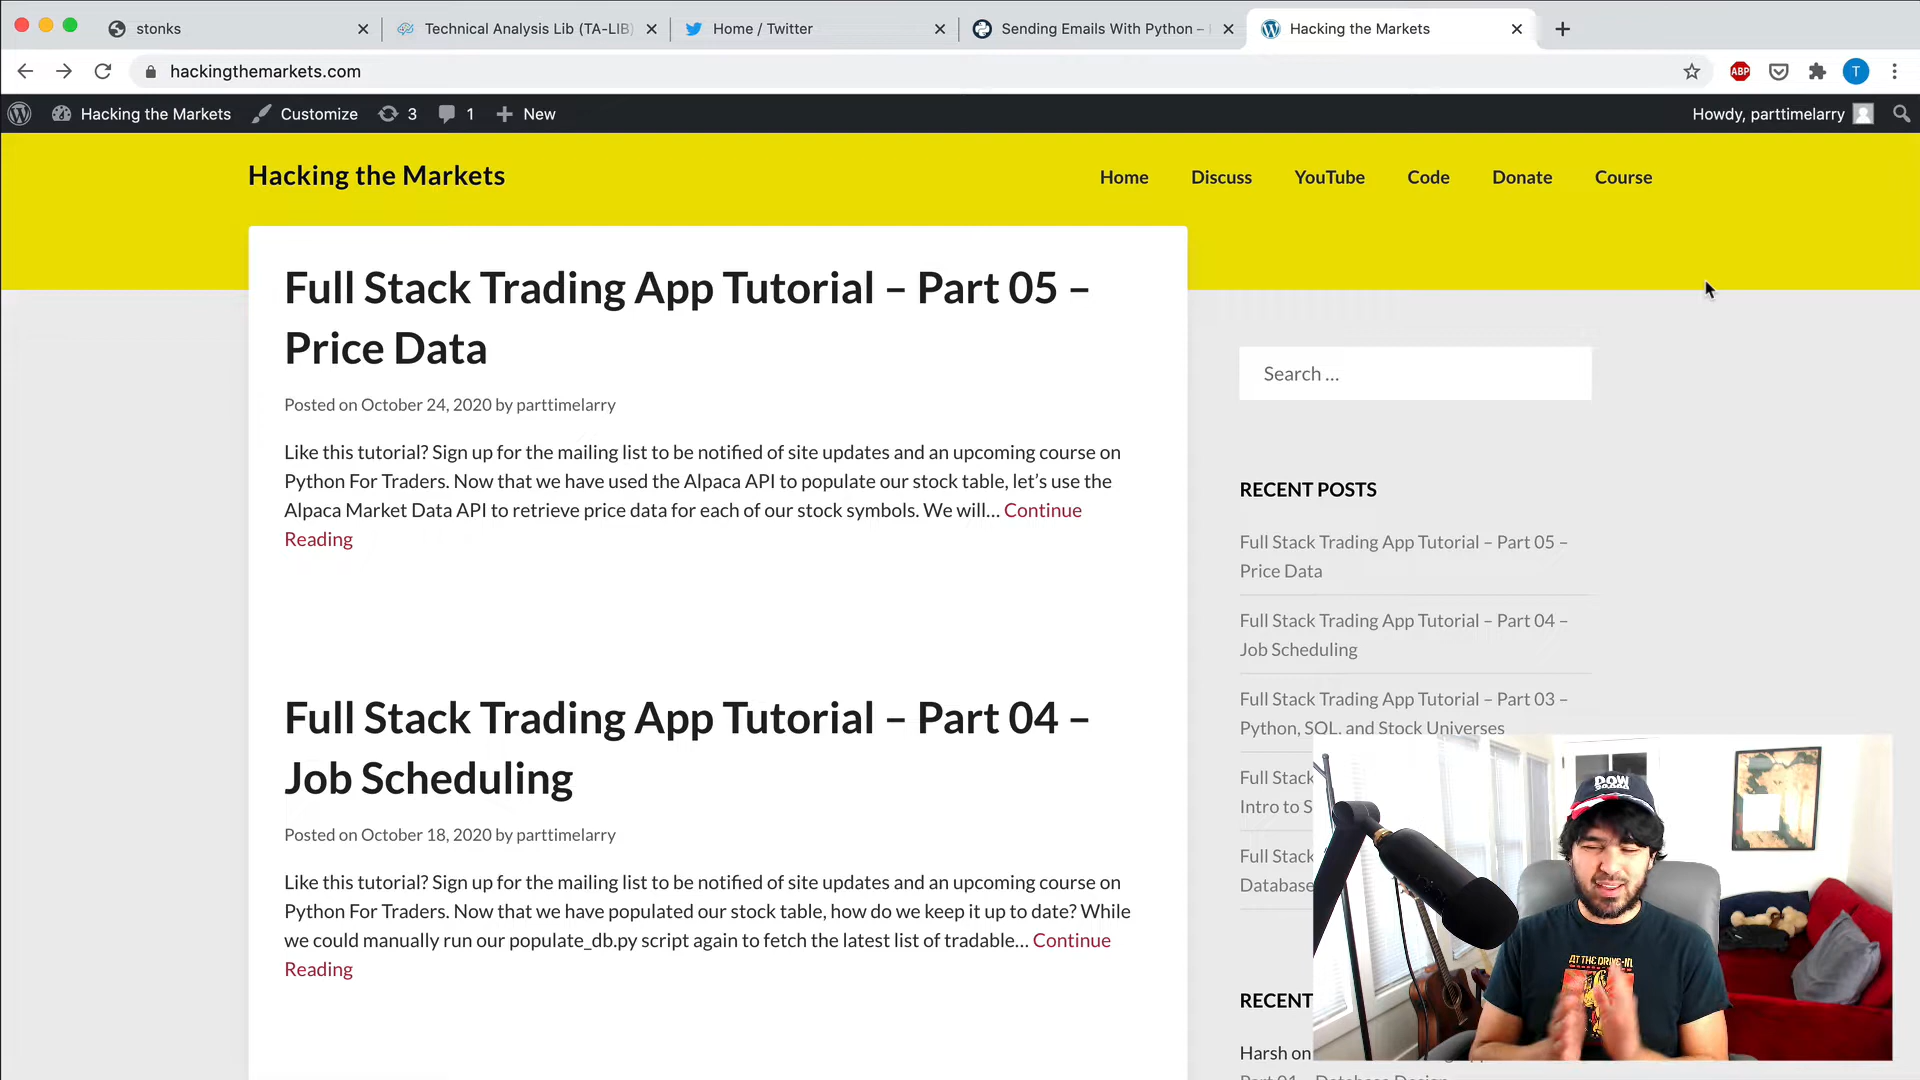 stonks
Technical Analysis Lib (TA-LIB)
Home / Twitter
Sending Emails With Python –
Hacking the Markets
hackingthemarkets.com
ABP
T
Hacking the Markets
Customize
3
1
New
Howdy, parttimelarry
Hacking the Markets
Home
Discuss
YouTube
Code
Donate
Course
Full Stack Trading App Tutorial – Part 05 –
Price Data
Posted on October 24, 2020 by parttimelarry
Like this tutorial? Sign up for the mailing list to be notified of site updates and an upcoming course on
Python For Traders. Now that we have used the Alpaca API to populate our stock table, let’s use the
Alpaca Market Data API to retrieve price data for each of our stock symbols. We will… Continue
Reading
Full Stack Trading App Tutorial – Part 04 –
Job Scheduling
Posted on October 18, 2020 by parttimelarry
Like this tutorial? Sign up for the mailing list to be notified of site updates and an upcoming course on
Python For Traders. Now that we have populated our stock table, how do we keep it up to date? While
we could manually run our populate_db.py script again to fetch the latest list of tradable… Continue
Reading
Search …
RECENT POSTS
Full Stack Trading App Tutorial – Part 05 –
Price Data
Full Stack Trading App Tutorial – Part 04 –
Job Scheduling
Full Stack Trading App Tutorial – Part 03 –
Python, SQL, and Stock Universes
Full Stack
Intro to S
Full Stack
Database
RECENT
Harsh on
Part 01 – Database Design
DOW
AT THE DRIVE-IN